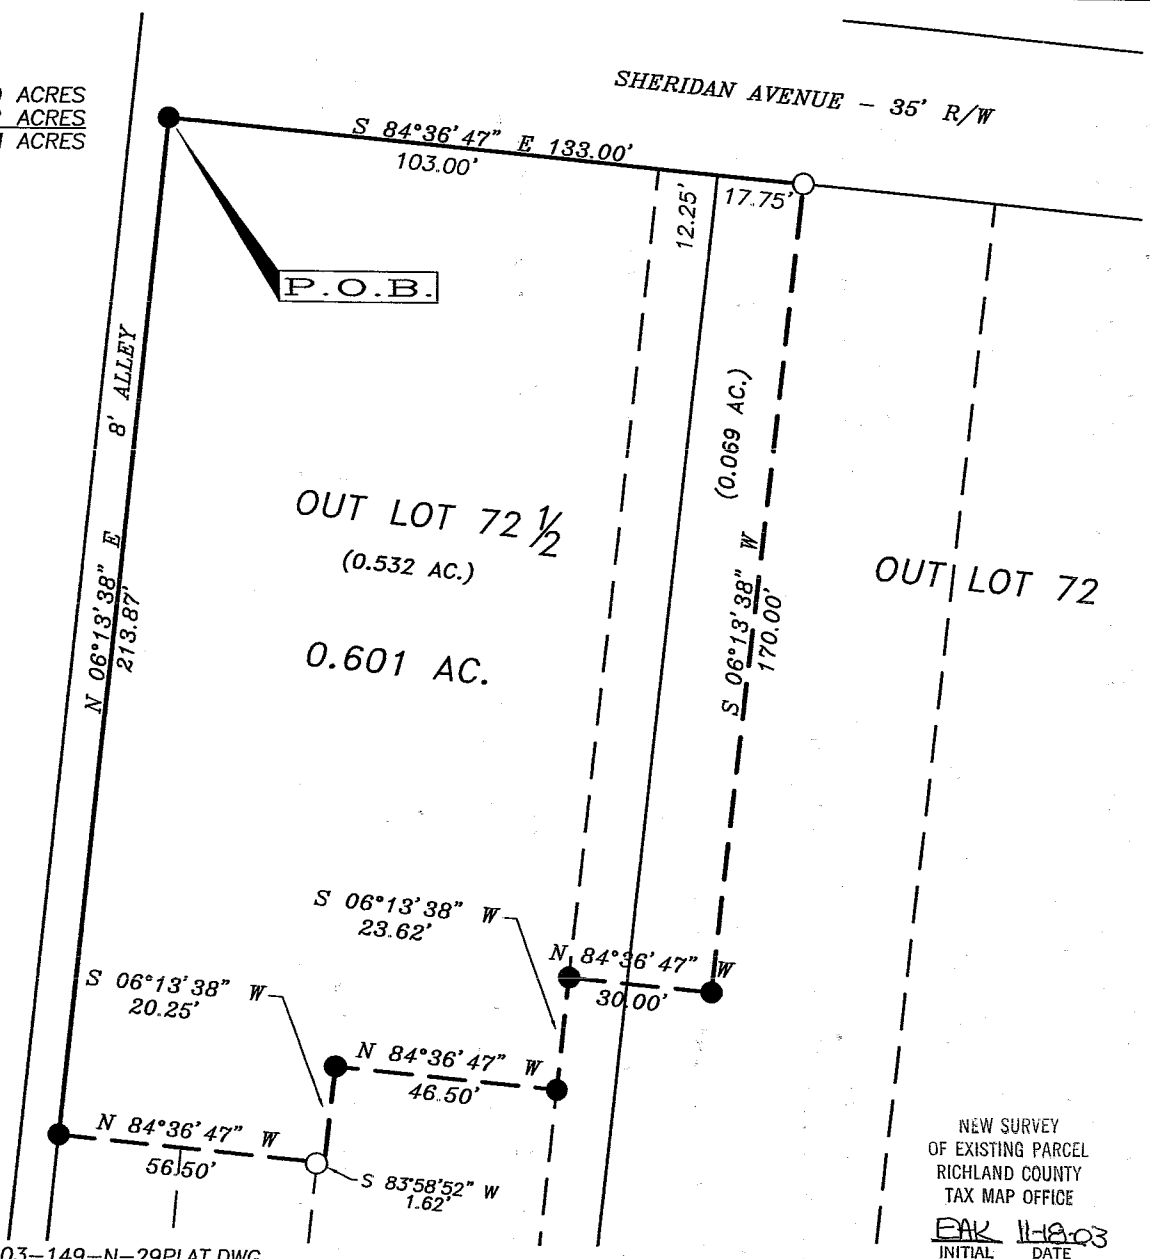 ACRES
ACRES
ACRES
SHERIDAN AVENUE - 35' R/W
S 84°36'47" E 133.00'
103.00'
12.25'
17.75'
P.O.B.
8' ALLEY
N 06°13'38" E
213.87'
(0.069 AC.)
OUT LOT 72 ½
(0.532 AC.)
0.601 AC.
S 06°13'38" W
170.00'
OUT LOT 72
S 06°13'38" W
23.62'
N 84°36'47" W
30.00'
S 06°13'38" W
20.25'
N 84°36'47" W
46.50'
N 84°36'47" W
56.50'
S 83°58'52" W
1.62'
NEW SURVEY
OF EXISTING PARCEL
RICHLAND COUNTY
TAX MAP OFFICE
EAK 11-18-03
INITIAL DATE
03-149-N-29PLAT.DWG